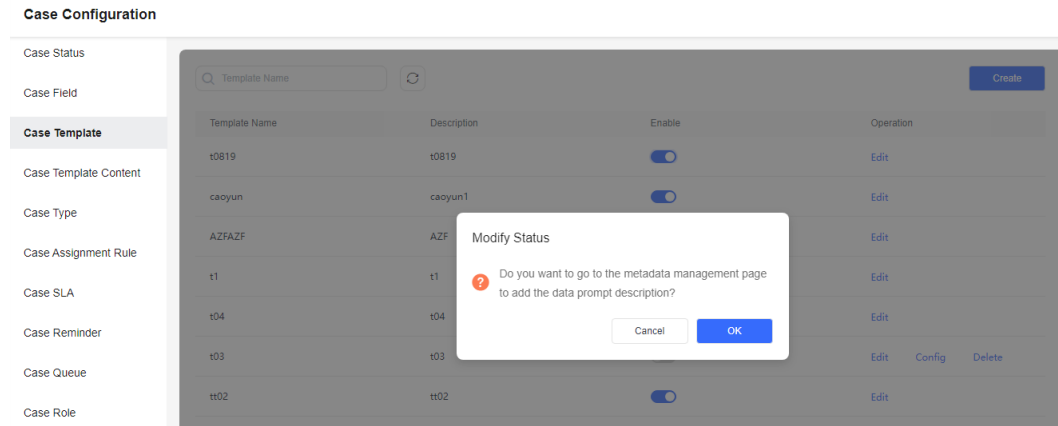 Case Configuration
Case Status
Case Field
Case Template
Case Template Content
Case Type
Case Assignment Rule
Case SLA
Case Reminder
Case Queue
Case Role
Template Name
Create
Template Name Description Enable Operation
t0819 t0819 Edit
caoyun caoyun1 Edit
AZFAZF AZF Edit
t1 t1 Edit
t04 t04 Edit
t03 t03 Edit Config Delete
tt02 tt02 Edit
Modify Status
Do you want to go to the metadata management page
to add the data prompt description?
Cancel OK